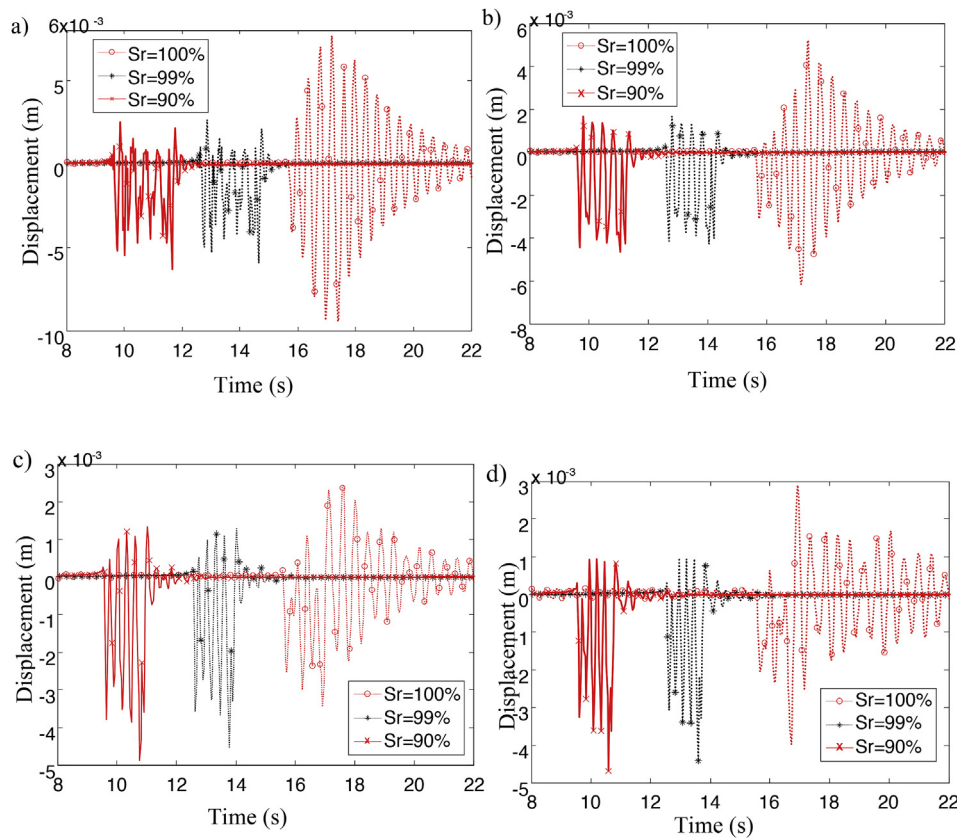 a)
6x10 -3
5
0
-5
-10
Displacement (m)
Sr=100%
Sr=99%
Sr=90%
8 10 12 14 16 18 20 22
Time (s)
b)
6 x 10 -3
4
2
0
-2
-4
-6
-8
Displacement (m)
Sr=100%
Sr=99%
Sr=90%
8 10 12 14 16 18 20 22
Time (s)
c)
3 x 10 -3
2
1
0
-1
-2
-3
-4
-5
Displacement (m)
Sr=100%
Sr=99%
Sr=90%
8 10 12 14 16 18 20 22
Time (s)
d)
3 x 10 -3
2
1
0
-1
-2
-3
-4
-5
Displacement (m)
Sr=100%
Sr=99%
Sr=90%
8 10 12 14 16 18 20 22
Time (s)